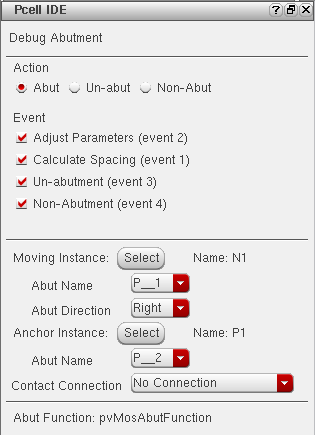 Pcell IDE
Debug Abutment
Action
Abut Un-abut Non-Abut
Event
Adjust Parameters (event 2)
Calculate Spacing (event 1)
Un-abutment (event 3)
Non-Abutment (event 4)
Moving Instance: Select Name: N1
Abut Name P__1
Abut Direction Right
Anchor Instance: Select Name: P1
Abut Name P__2
Contact Connection No Connection
Abut Function: pvMosAbutFunction